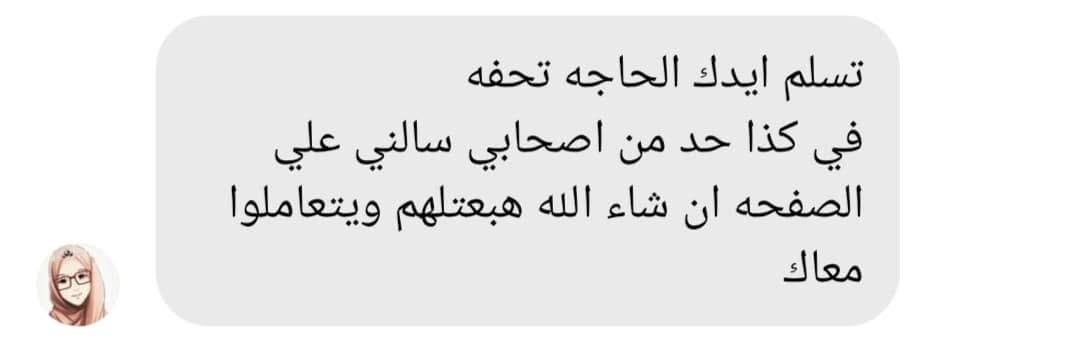 تسلم ايدك الحاجه تحفه
في كذا حد من اصحابي سالني علي
الصفحه ان شاء الله هبعتلهم ويتعاملوا
معاك